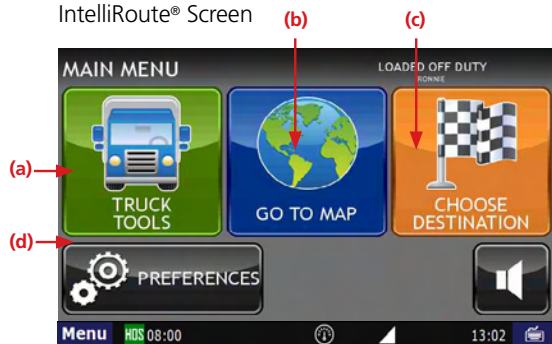 IntelliRoute® Screen
(b)
(c)
MAIN MENU
LOADED OFF DUTY
RONNIE
(a)
TRUCK
TOOLS
GO TO MAP
CHOOSE
DESTINATION
(d)
PREFERENCES
Menu HOS 08:00 13:02